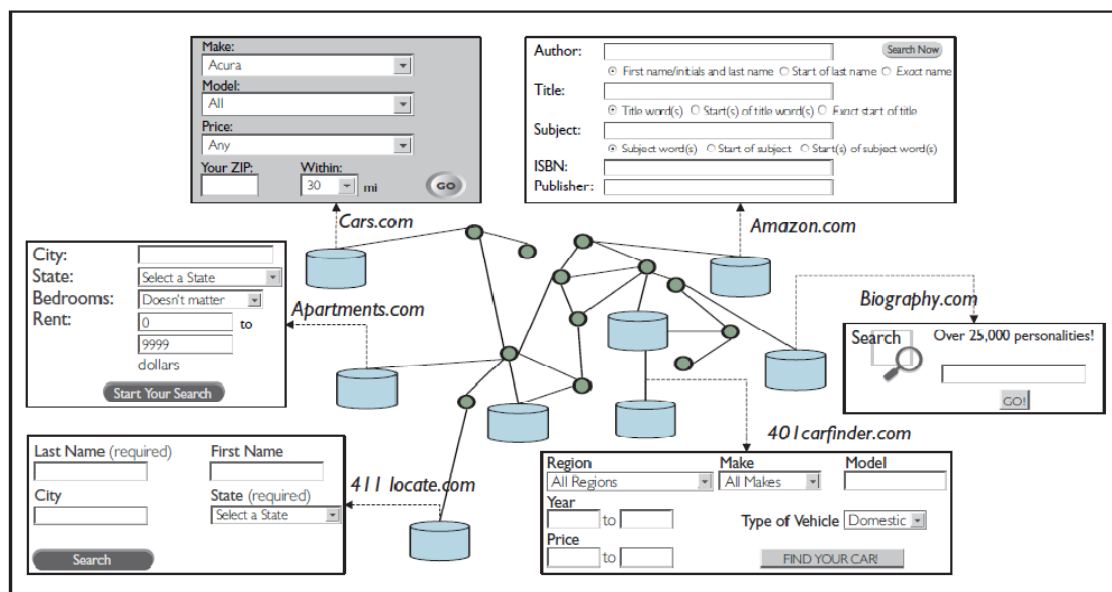 Make:
Acura
Model:
All
Price:
Any
Your ZIP: Within:
30 mi GO
Cars.com
Author: Search Now
First name/initials and last name Start of last name Exact name
Title:
Title word(s) Start(s) of title word(s) Exact start of title
Subject:
Subject word(s) Start of subject Start(s) of subject word(s)
ISBN:
Publisher:
Amazon.com
City:
State: Select a State
Bedrooms: Doesn't matter
Rent: 0 to
9999
dollars
Start Your Search
Apartments.com
Biography.com
Search Over 25,000 personalities!
GO!
Last Name (required) First Name
City State (required)
Select a State
Search
411 locate.com
401carfinder.com
Region Make Model
All Regions All Makes
Year
to Type of Vehicle Domestic
Price
to FIND YOUR CAR!